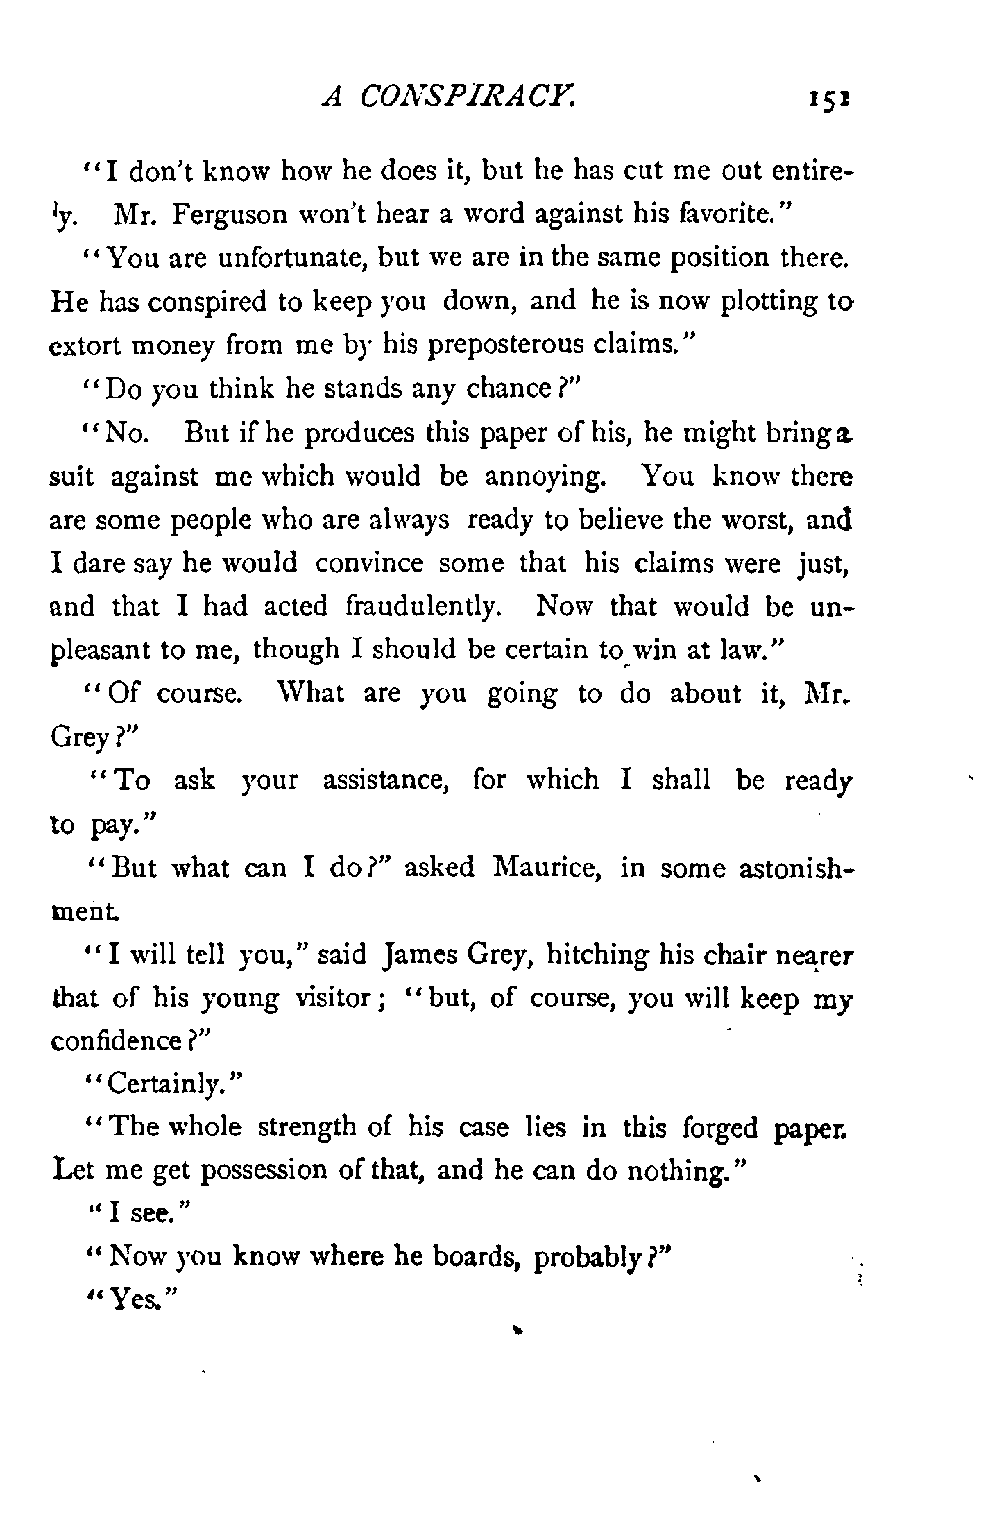 A CONSPIRACY. 151
"I don't know how he does it, but he has cut me out entire-
ly. Mr. Ferguson won't hear a word against his favorite."
"You are unfortunate, but we are in the same position there.
He has conspired to keep you down, and he is now plotting to
extort money from me by his preposterous claims."
"Do you think he stands any chance?"
"No. But if he produces this paper of his, he might bring a
suit against me which would be annoying. You know there
are some people who are always ready to believe the worst, and
I dare say he would convince some that his claims were just,
and that I had acted fraudulently. Now that would be un-
pleasant to me, though I should be certain to win at law."
"Of course. What are you going to do about it, Mr.
Grey?"
"To ask your assistance, for which I shall be ready
to pay."
"But what can I do?" asked Maurice, in some astonish-
ment.
"I will tell you," said James Grey, hitching his chair nearer
that of his young visitor; "but, of course, you will keep my
confidence?"
"Certainly."
"The whole strength of his case lies in this forged paper.
Let me get possession of that, and he can do nothing."
"I see."
"Now you know where he boards, probably?"
"Yes."